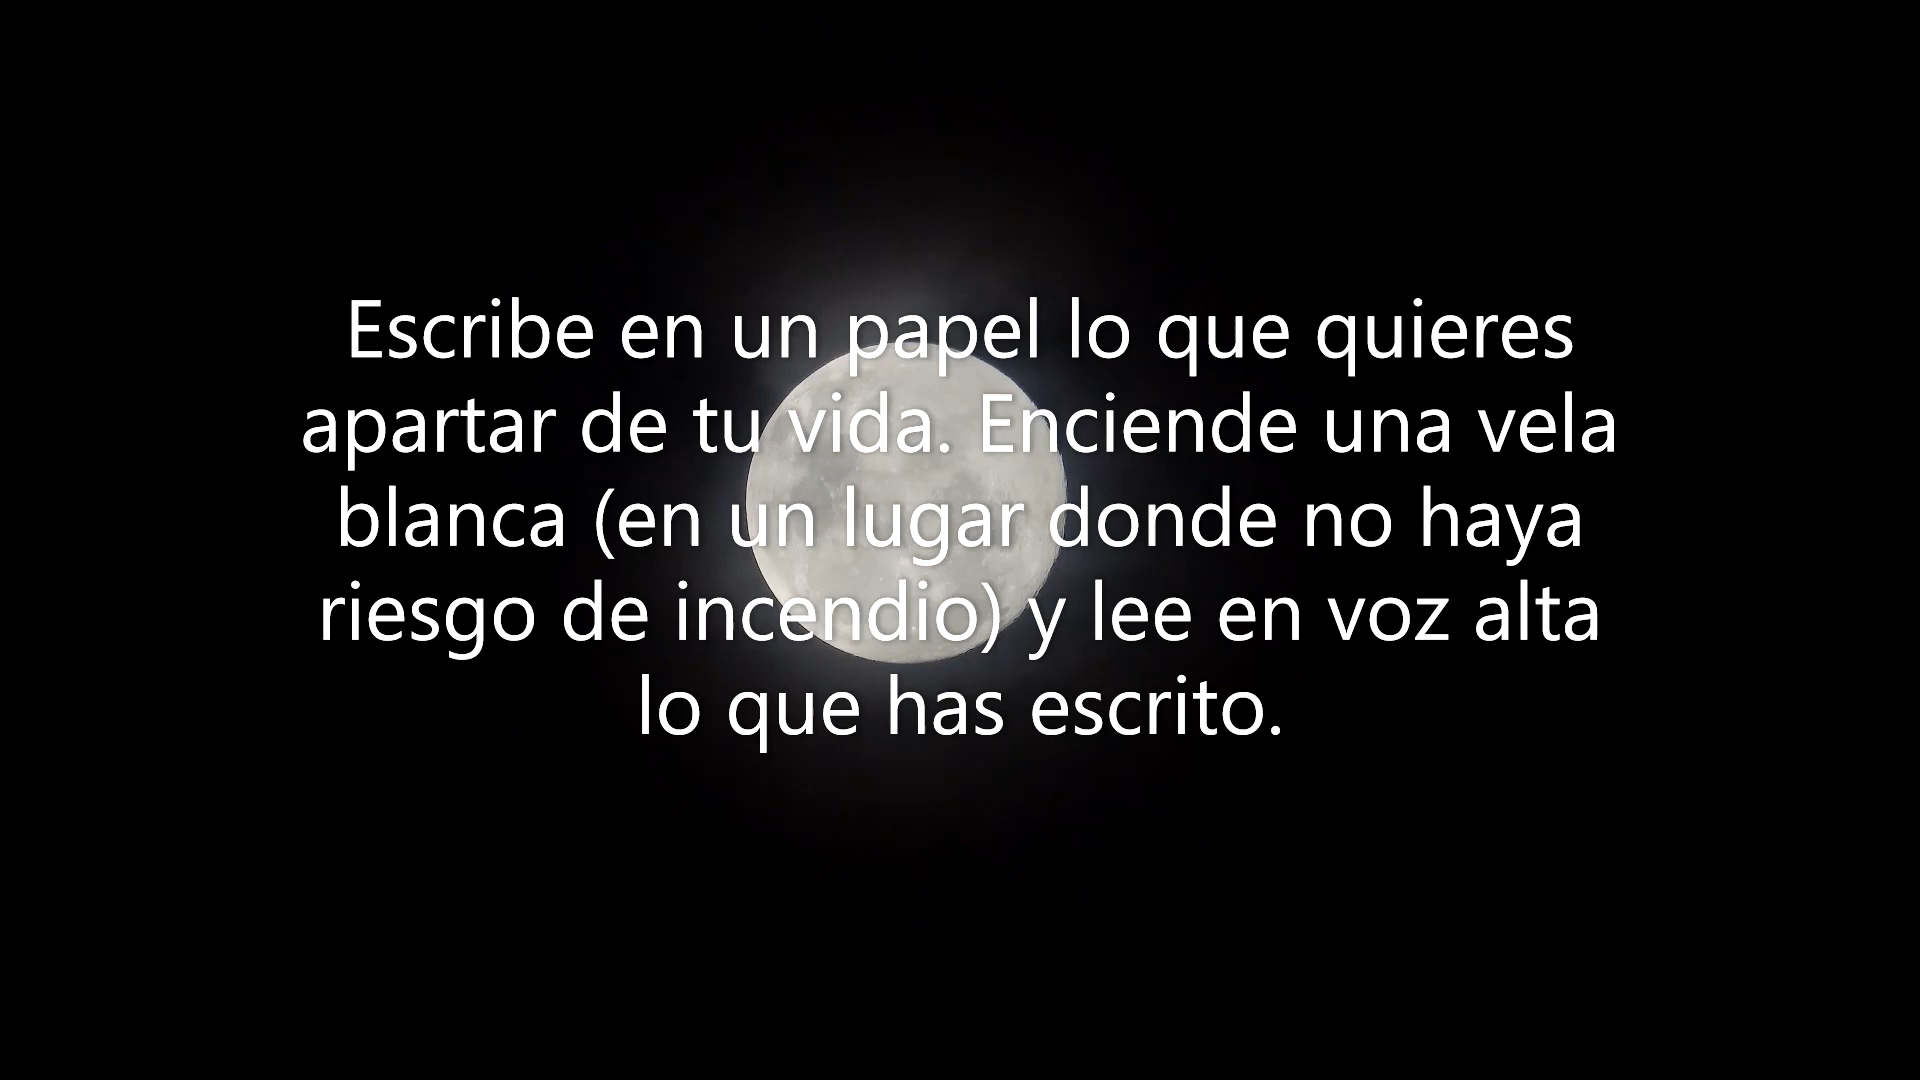 Escribe en un papel lo que quieres
apartar de tu vida. Enciende una vela
blanca (en un lugar donde no haya
riesgo de incendio) y lee en voz alta
lo que has escrito.